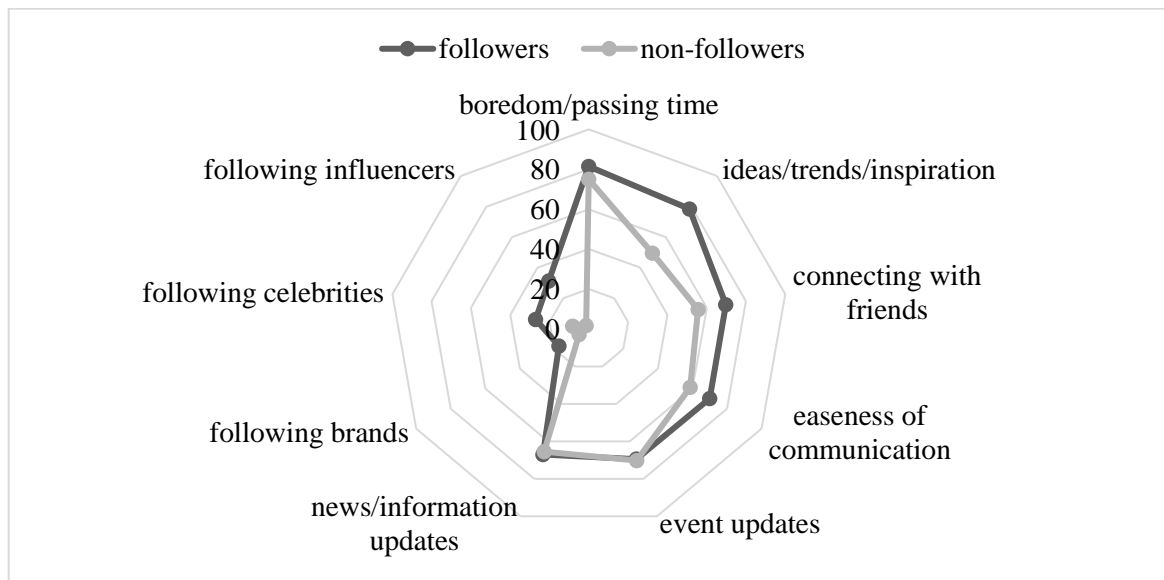 followers non-followers
boredom/passing time
100
80
60
40
20
0
ideas/trends/inspiration
connecting with
friends
easeness of
communication
event updates
news/information
updates
following brands
following celebrities
following influencers